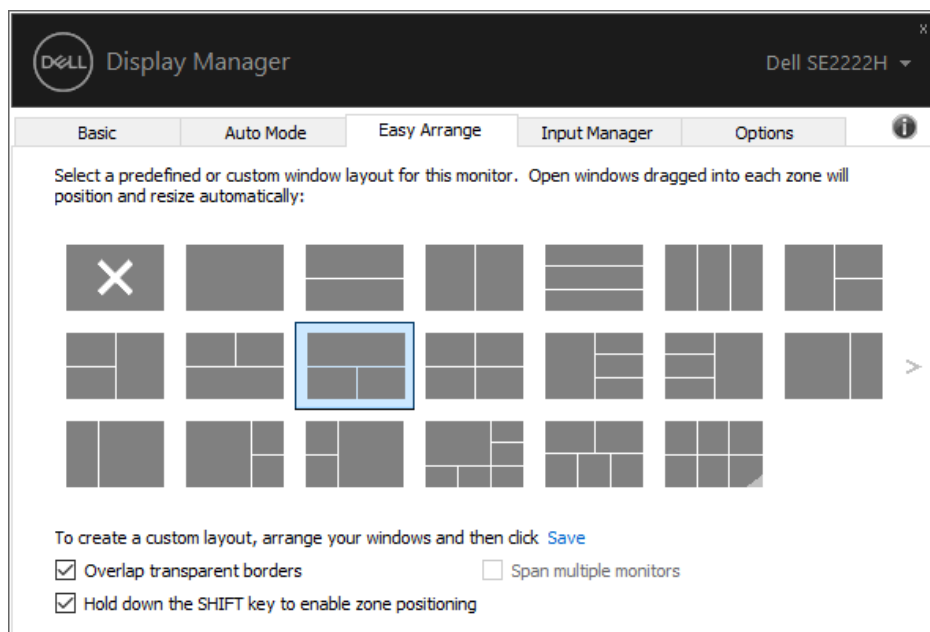 x
DELL Display Manager Dell SE2222H
Basic Auto Mode Easy Arrange Input Manager Options
Select a predefined or custom window layout for this monitor. Open windows dragged into each zone will
position and resize automatically:
>
To create a custom layout, arrange your windows and then click Save
Overlap transparent borders Span multiple monitors
Hold down the SHIFT key to enable zone positioning